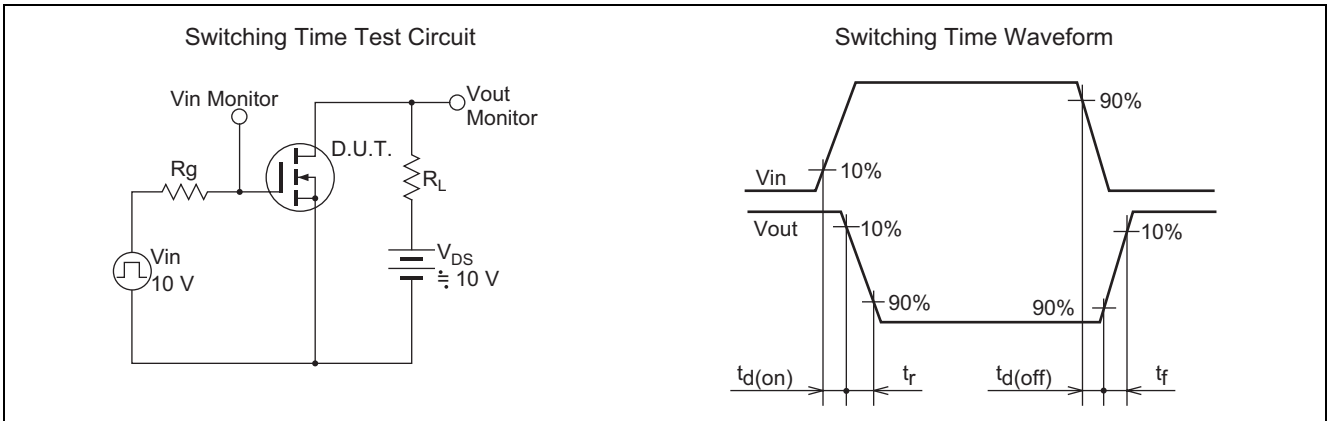 Switching Time Test Circuit
Vin Monitor
Vout
Monitor
D.U.T.
Rg
RL
Vin
10 V
VDS
≒ 10 V
Switching Time Waveform
90%
10%
Vin
Vout
10%
10%
90%
90%
td(on)
tr
td(off)
tf